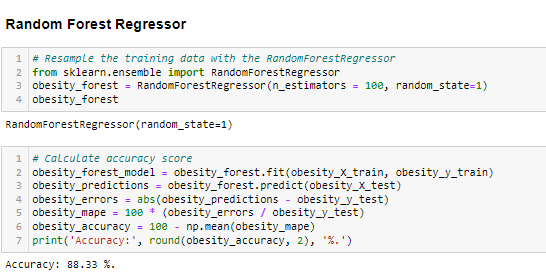 Random Forest Regressor
1 # Resample the training data with the RandomForestRegressor
2 from sklearn.ensemble import RandomForestRegressor
3 obesity_forest = RandomForestRegressor(n_estimators = 100, random_state=1)
4 obesity_forest
RandomForestRegressor(random_state=1)
1 # Calculate accuracy score
2 obesity_forest_model = obesity_forest.fit(obesity_X_train, obesity_y_train)
3 obesity_predictions = obesity_forest.predict(obesity_X_test)
4 obesity_errors = abs(obesity_predictions - obesity_y_test)
5 obesity_mape = 100 * (obesity_errors / obesity_y_test)
6 obesity_accuracy = 100 - np.mean(obesity_mape)
7 print('Accuracy:', round(obesity_accuracy, 2), '%.')
Accuracy: 88.33 %.